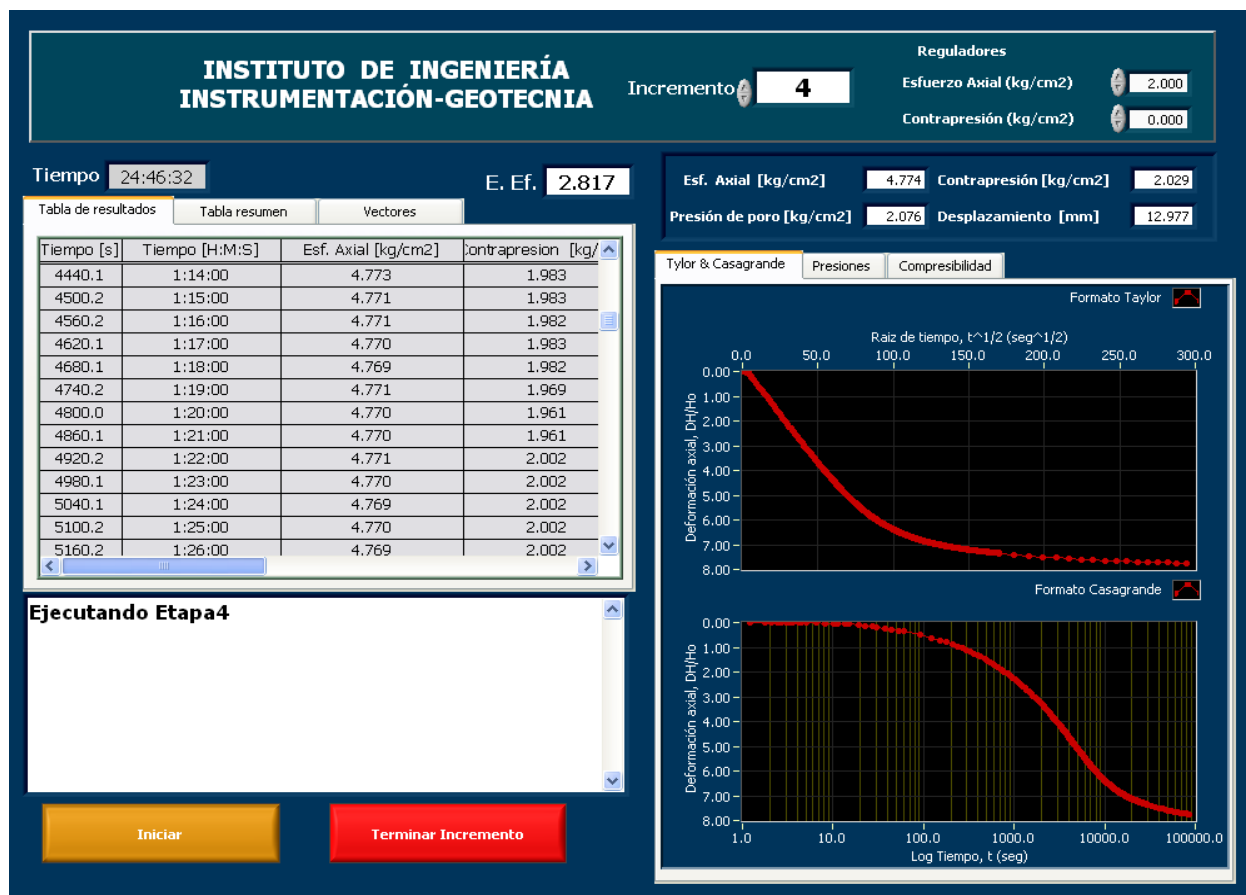 INSTITUTO DE INGENIERÍA
INSTRUMENTACIÓN-GEOTECNIA
Incremento 4
Reguladores
Esfuerzo Axial (kg/cm2) 2.000
Contrapresión (kg/cm2) 0.000
Tiempo 24:46:32
E. Ef. 2.817
Esf. Axial [kg/cm2] 4.774 Contrapresión [kg/cm2] 2.029
Presión de poro [kg/cm2] 2.076 Desplazamiento [mm] 12.977
Tabla de resultados Tabla resumen Vectores
Tiempo [s] Tiempo [H:M:S] Esf. Axial [kg/cm2] Contrapresion [kg/
4440.1 1:14:00 4.773 1.983
4500.2 1:15:00 4.771 1.983
4560.2 1:16:00 4.771 1.982
4620.1 1:17:00 4.770 1.983
4680.1 1:18:00 4.769 1.982
4740.2 1:19:00 4.771 1.969
4800.0 1:20:00 4.770 1.961
4860.1 1:21:00 4.770 1.961
4920.2 1:22:00 4.771 2.002
4980.1 1:23:00 4.770 2.002
5040.1 1:24:00 4.769 2.002
5100.2 1:25:00 4.770 2.002
5160.2 1:26:00 4.769 2.002
Ejecutando Etapa4
Iniciar
Terminar Incremento
Tylor & Casagrande Presiones Compresibilidad
Formato Taylor
Raiz de tiempo, t^1/2 (seg^1/2)
0.0 50.0 100.0 150.0 200.0 250.0 300.0
Deformación axial, DH/Ho
0.00
1.00
2.00
3.00
4.00
5.00
6.00
7.00
8.00
Formato Casagrande
Deformación axial, DH/Ho
0.00
1.00
2.00
3.00
4.00
5.00
6.00
7.00
8.00
1.0 10.0 100.0 1000.0 10000.0 100000.0
Log Tiempo, t (seg)